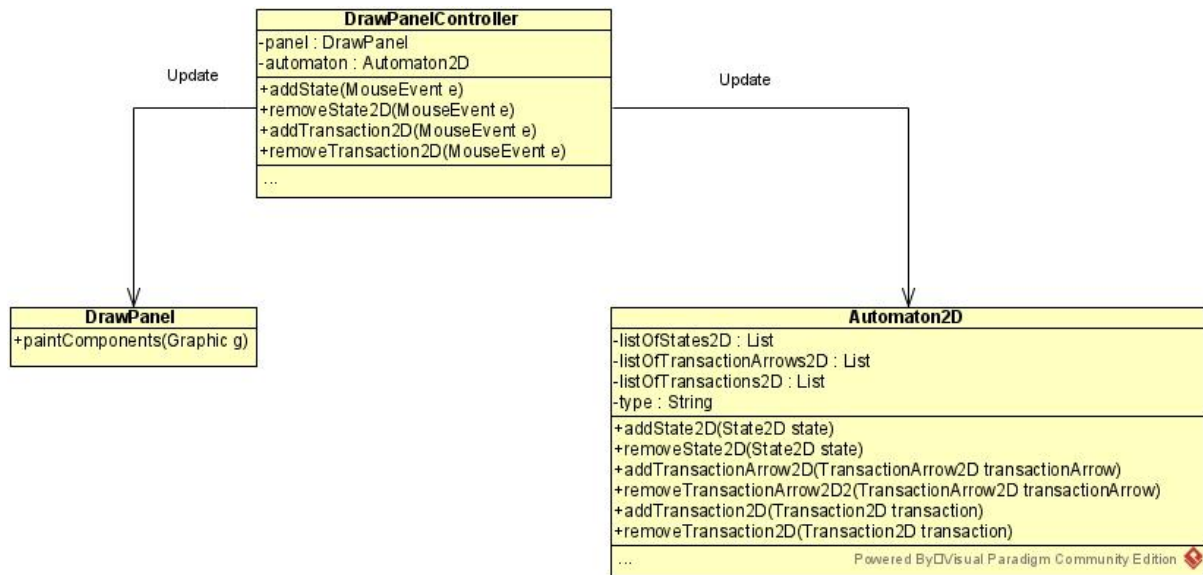 DrawPanelController
-panel : DrawPanel
-automaton : Automaton2D
+addState(MouseEvent e)
+removeState2D(MouseEvent e)
+addTransaction2D(MouseEvent e)
+removeTransaction2D(MouseEvent e)
...
Update
Update
DrawPanel
+paintComponents(Graphic g)
Automaton2D
-listOfStates2D : List
-listOfTransactionArrows2D : List
-listOfTransactions2D : List
-type : String
+addState2D(State2D state)
+removeState2D(State2D state)
+addTransactionArrow2D(TransactionArrow2D transactionArrow)
+removeTransactionArrow2D2(TransactionArrow2D transactionArrow)
+addTransaction2D(Transaction2D transaction)
+removeTransaction2D(Transaction2D transaction)
...
Powered By□Visual Paradigm Community Edition